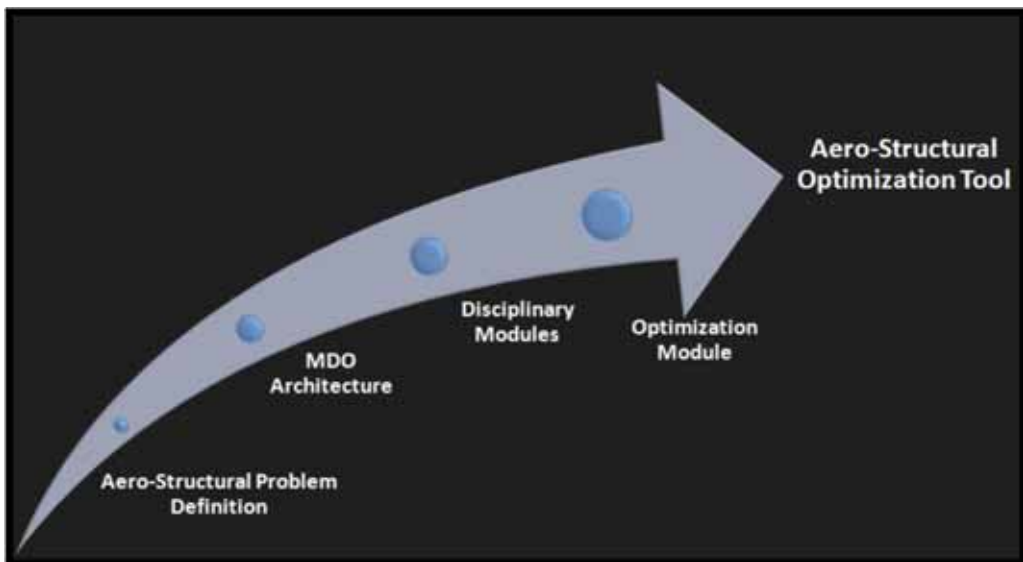 Aero-Structural
Optimization Tool
Disciplinary
Modules
Optimization
Module
MDO
Architecture
Aero-Structural Problem
Definition